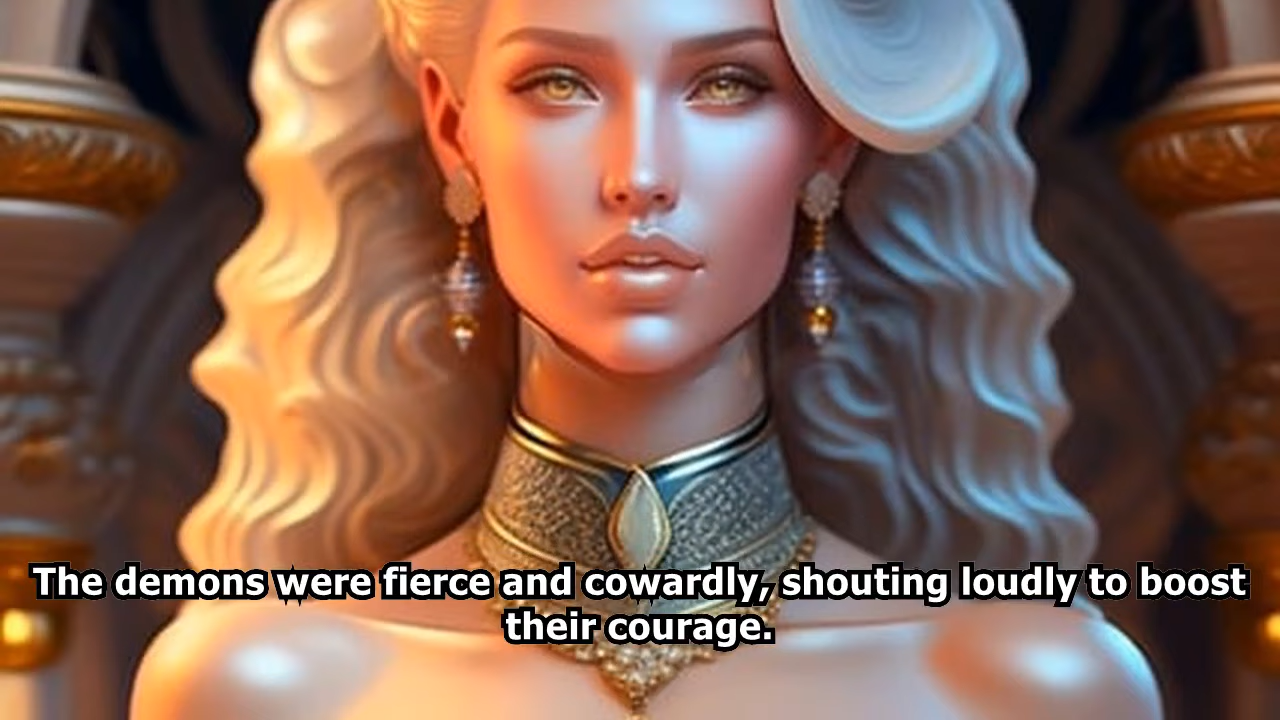 The demons were fierce and cowardly, shouting loudly to boost
their courage.